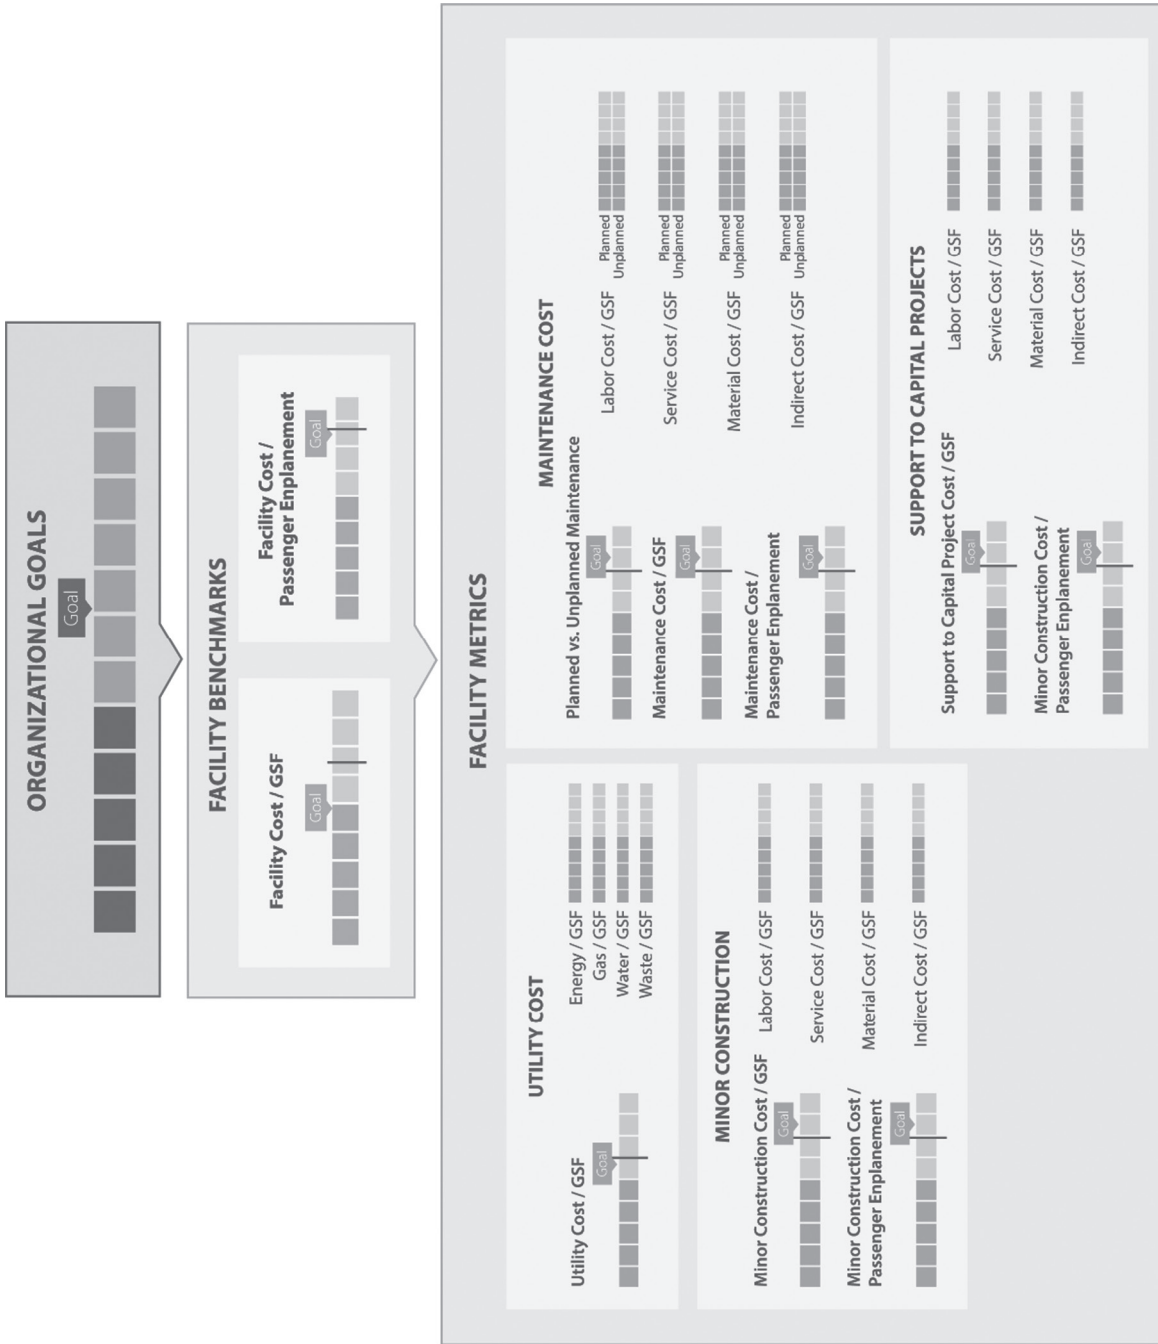 ORGANIZATIONAL GOALS
Goal
FACILITY BENCHMARKS
Facility Cost / GSF
Goal
Facility Cost /
Passenger Enplanement
Goal
FACILITY METRICS
UTILITY COST
Utility Cost / GSF
Goal
Energy / GSF
Gas / GSF
Water / GSF
Waste / GSF
MINOR CONSTRUCTION
Minor Construction Cost / GSF
Goal
Minor Construction Cost /
Passenger Enplanement
Goal
Labor Cost / GSF
Service Cost / GSF
Material Cost / GSF
Indirect Cost / GSF
MAINTENANCE COST
Planned vs. Unplanned Maintenance
Goal
Maintenance Cost / GSF
Goal
Maintenance Cost /
Passenger Enplanement
Goal
Labor Cost / GSF
Planned
Unplanned
Service Cost / GSF
Planned
Unplanned
Material Cost / GSF
Planned
Unplanned
Indirect Cost / GSF
Planned
Unplanned
SUPPORT TO CAPITAL PROJECTS
Support to Capital Project Cost / GSF
Goal
Minor Construction Cost /
Passenger Enplanement
Goal
Labor Cost / GSF
Service Cost / GSF
Material Cost / GSF
Indirect Cost / GSF